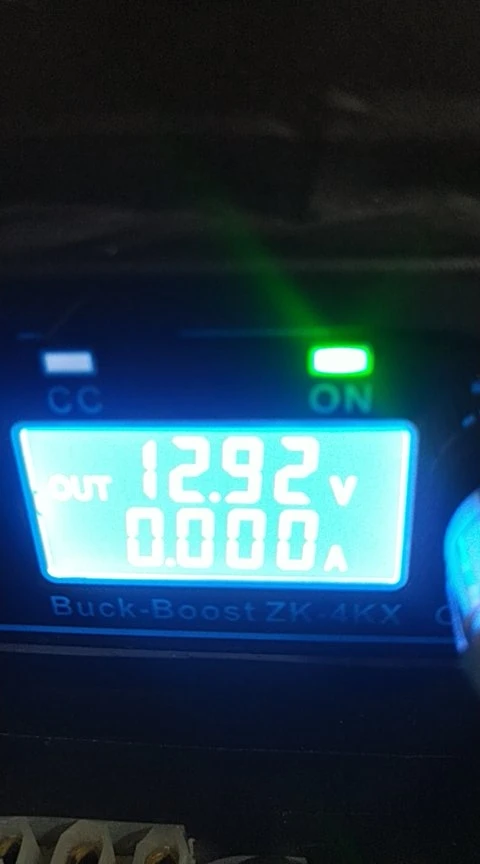 CC ON
OUT 12.92 V
0.000 A
Buck-Boost ZK-4KX